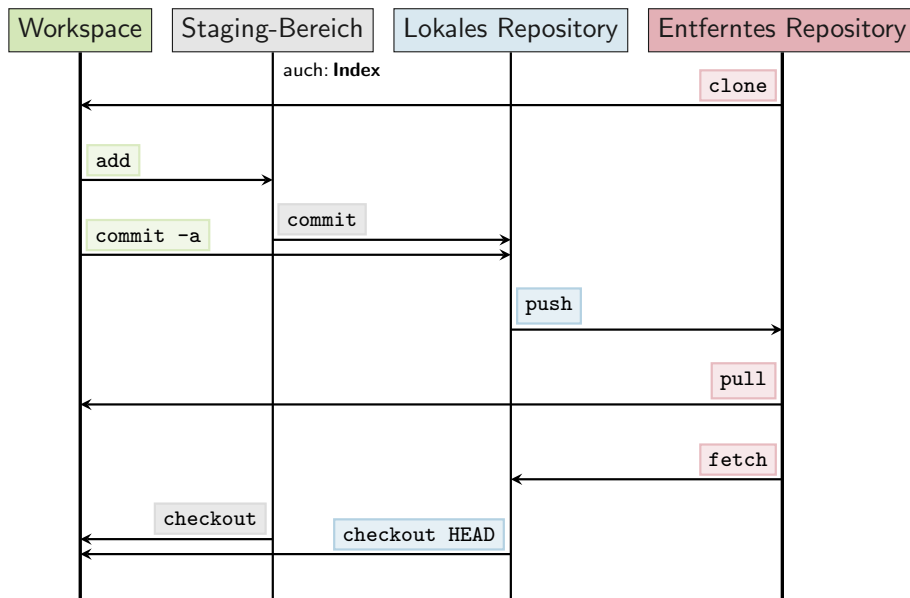 Workspace
Staging-Bereich
Lokales Repository
Entferntes Repository
auch: Index
clone
add
commit
commit -a
push
pull
fetch
checkout
checkout HEAD